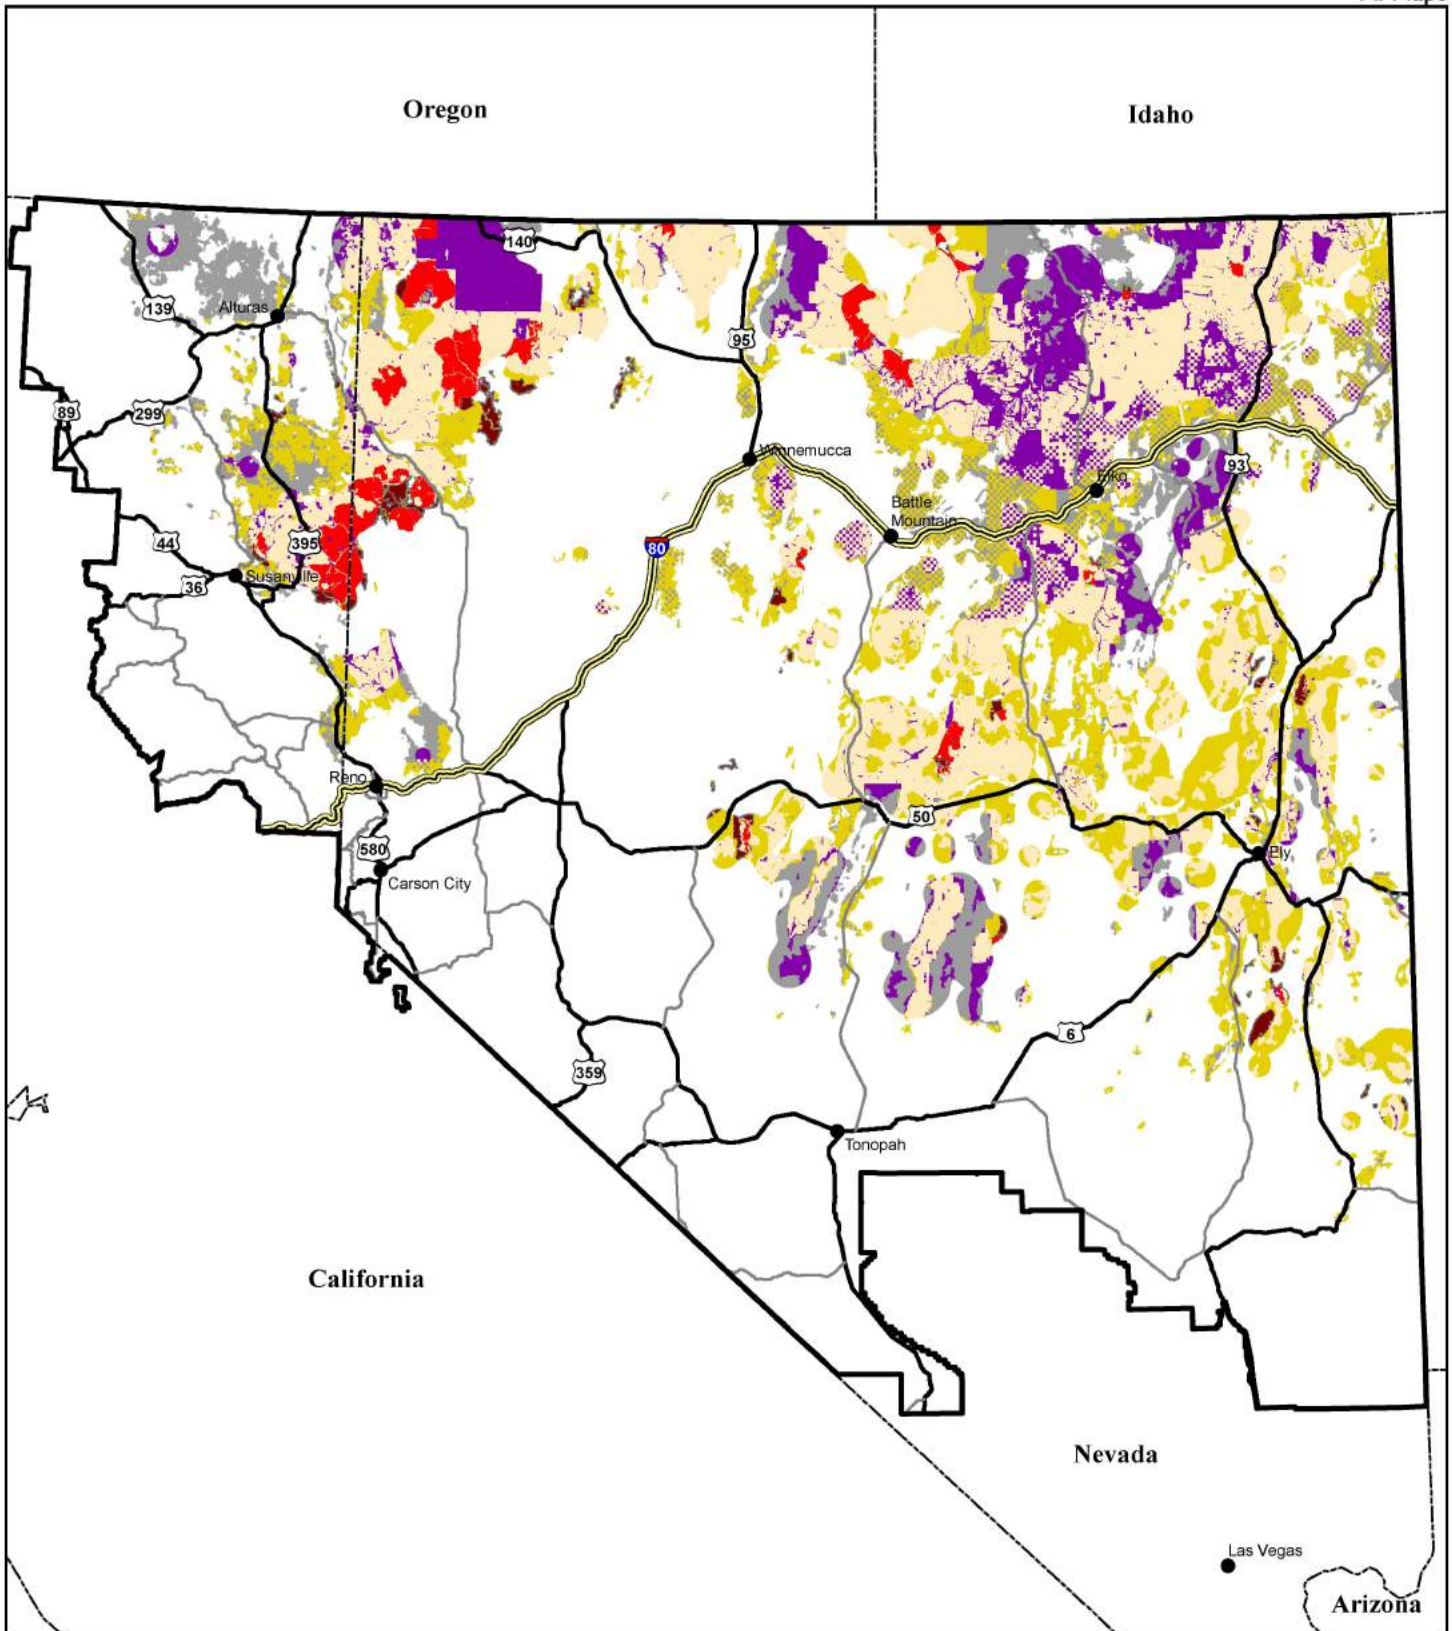 Oregon
Idaho
140
139
Alturas
95
89
299
Winnemucca
93
Elko
Battle
Mountain
44
395
80
Susanville
36
Reno
50
580
Ely
Carson City
6
359
Tonopah
California
Nevada
Las Vegas
Arizona